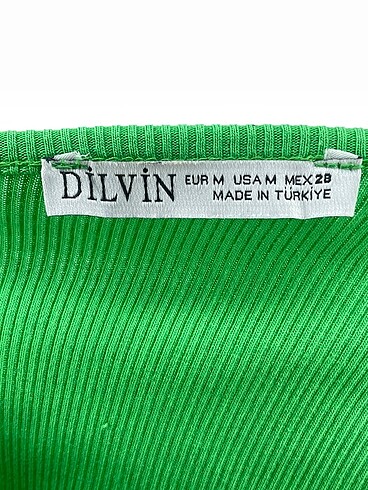 DİLVİN
EUR M USA M MEX 28
MADE IN TÜRKİYE